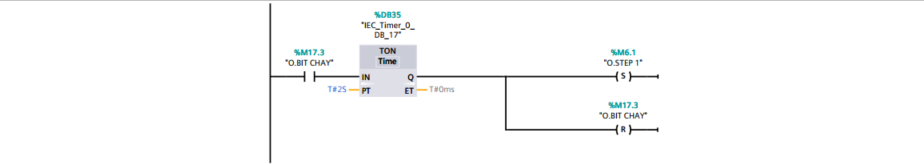 %DB35
"IEC_Timer_0_
DB_17"
TON
Time
%M17.3
"O.BIT CHAY"
IN
Q
T#2S
PT
ET
T#0ms
%M6.1
"O.STEP 1"
S
%M17.3
"O.BIT CHAY"
R